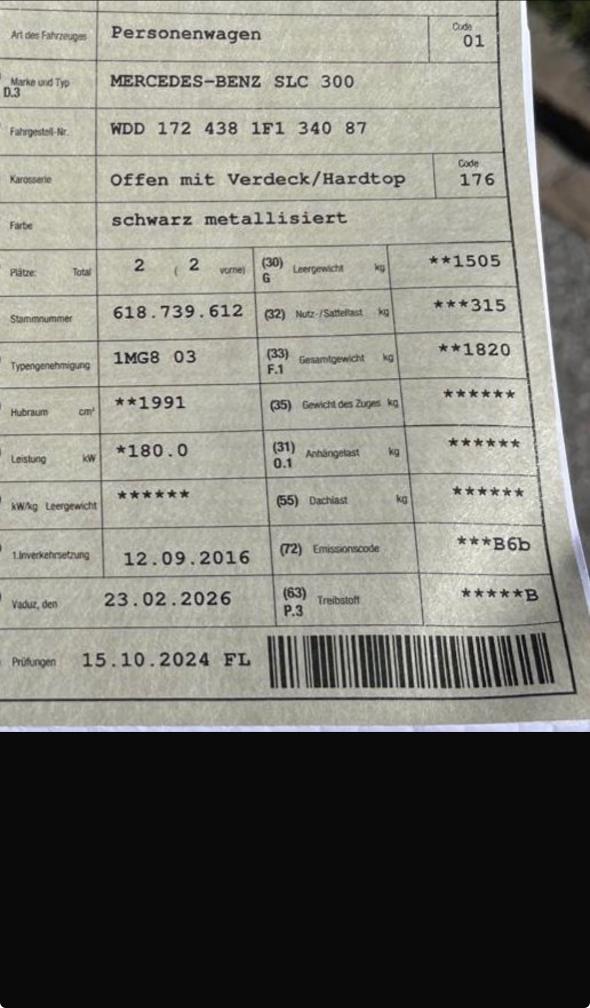 Art des Fahrzeuges Personenwagen Code 01
Marke und Typ D.3 MERCEDES-BENZ SLC 300
Fahrgestell-Nr. WDD 172 438 1F1 340 87
Karosserie Offen mit Verdeck/Hardtop Code 176
Farbe schwarz metallisiert
Plätze: Total 2 ( 2 vorne) (30) G Leergewicht kg **1505
Stammnummer 618.739.612 (32) Nutz-/Sattellast kg ***315
Typengenehmigung 1MG8 03 (33) F.1 Gesamtgewicht kg **1820
Hubraum cm³ **1991 (35) Gewicht des Zuges kg ******
Leistung kW *180.0 (31) 0.1 Anhängelast kg ******
kW/kg Leergewicht ****** (55) Dachlast kg ******
1.Inverkehrsetzung 12.09.2016 (72) Emissionscode ***B6b
Vaduz, den 23.02.2026 (63) P.3 Treibstoff *****B
Prüfungen 15.10.2024 FL